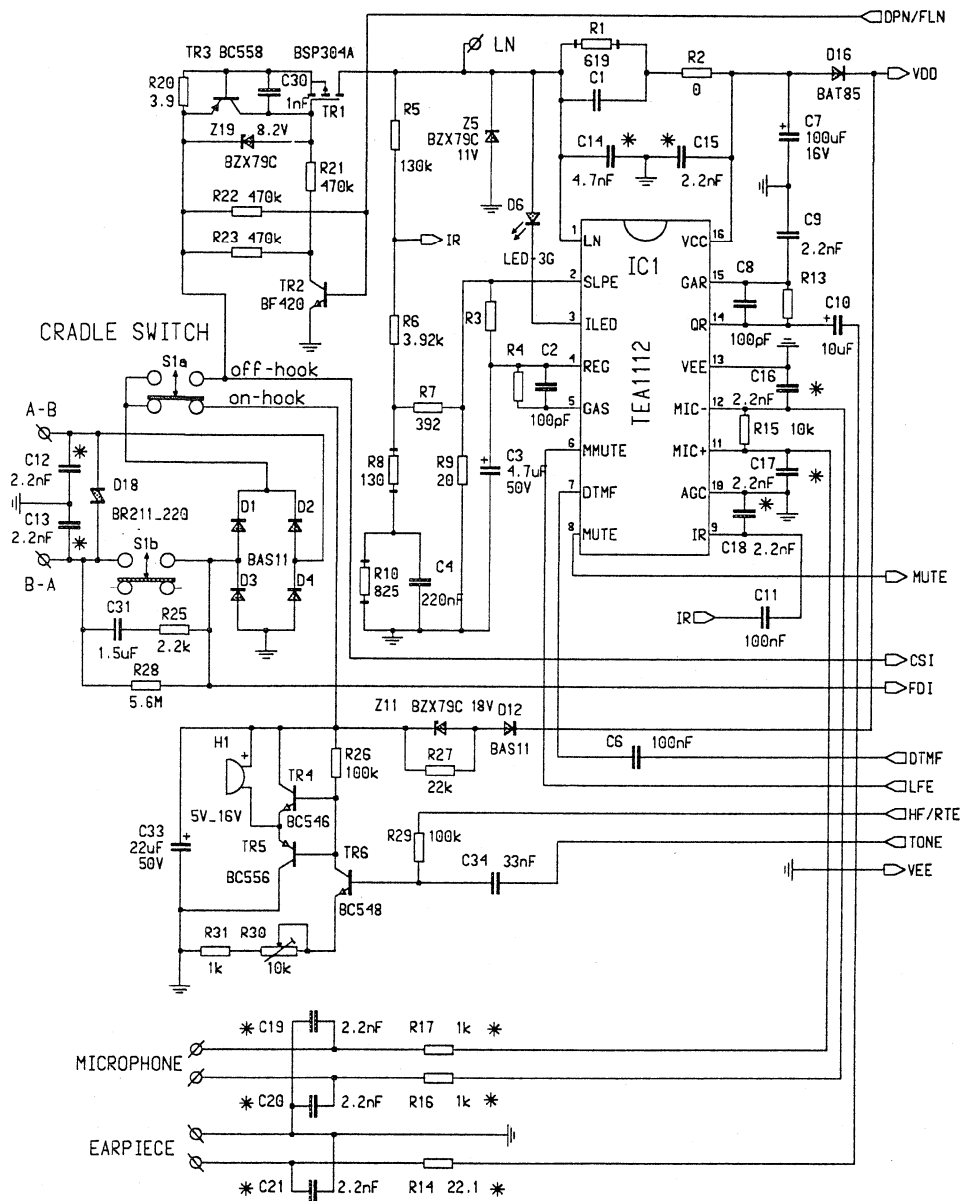 DPN/FLN
TR3 BC558 BSP304A
LN
R1
619
R20
3.9
C30
1nF
TR1
R2
0
D16
BAT85
VDD
C1
R5
130k
Z19 8.2V
BZX79C
Z5
BZX79C
11V
C14 *
4.7nF
* C15
2.2nF
C7
100uF
16V
R21
470k
R22 470k
R23 470k
D6
LED-3G
IR
C9
2.2nF
TR2
BF420
IC1
TEA1112
1 LN
2 SLPE
3 ILED
4 REG
5 GAS
6 MMUTE
7 DTMF
8 MUTE
VCC 16
GAR 15
QR 14
VEE 13
MIC- 12
MIC+ 11
AGC 10
IR 9
C8
100pF
R13
C10
10uF
R3
R6
3.92k
R4
C2
100pF
R7
392
C16 *
2.2nF
R15 10k
C17 *
2.2nF
*
C18 2.2nF
CRADLE SWITCH
S1a
off-hook
on-hook
A-B
C12 *
2.2nF
D18
BR211_220
C13 *
2.2nF
B-A
S1b
D1
D2
BAS11
D3
D4
R8
130
R9
20
C3
4.7uF
50V
R10
825
C4
220nF
MUTE
IR
C11
100nF
C31
1.5uF
R25
2.2k
R28
5.6M
CSI
FDI
Z11 BZX79C 18V D12
BAS11
H1
5V_16V
R26
100k
R27
22k
C6 100nF
DTMF
TR4
BC546
LFE
HF/RTE
R29
100k
C34 33nF
TONE
C33
22uF
50V
TR5
BC556
TR6
BC548
VEE
R31
1k
R30
10k
* C19 2.2nF R17 1k *
MICROPHONE
* C20 2.2nF R16 1k *
EARPIECE
* C21 2.2nF R14 22.1 *